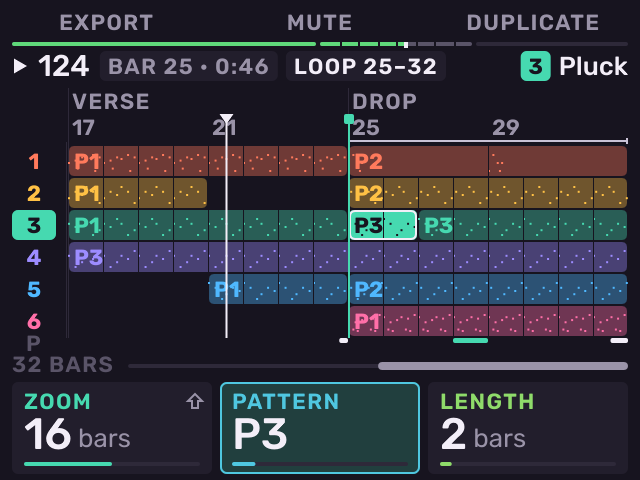 EXPORT MUTE DUPLICATE
124 BAR 25 • 0:46 LOOP 25–32 3 Pluck
VERSE DROP
17 21 25 29
1 P1 P2
2 P1 P2
3 P1 P3 P3
4 P3
5 P1 P2
6 P1
P
32 BARS
ZOOM PATTERN LENGTH
16 bars P3 2 bars